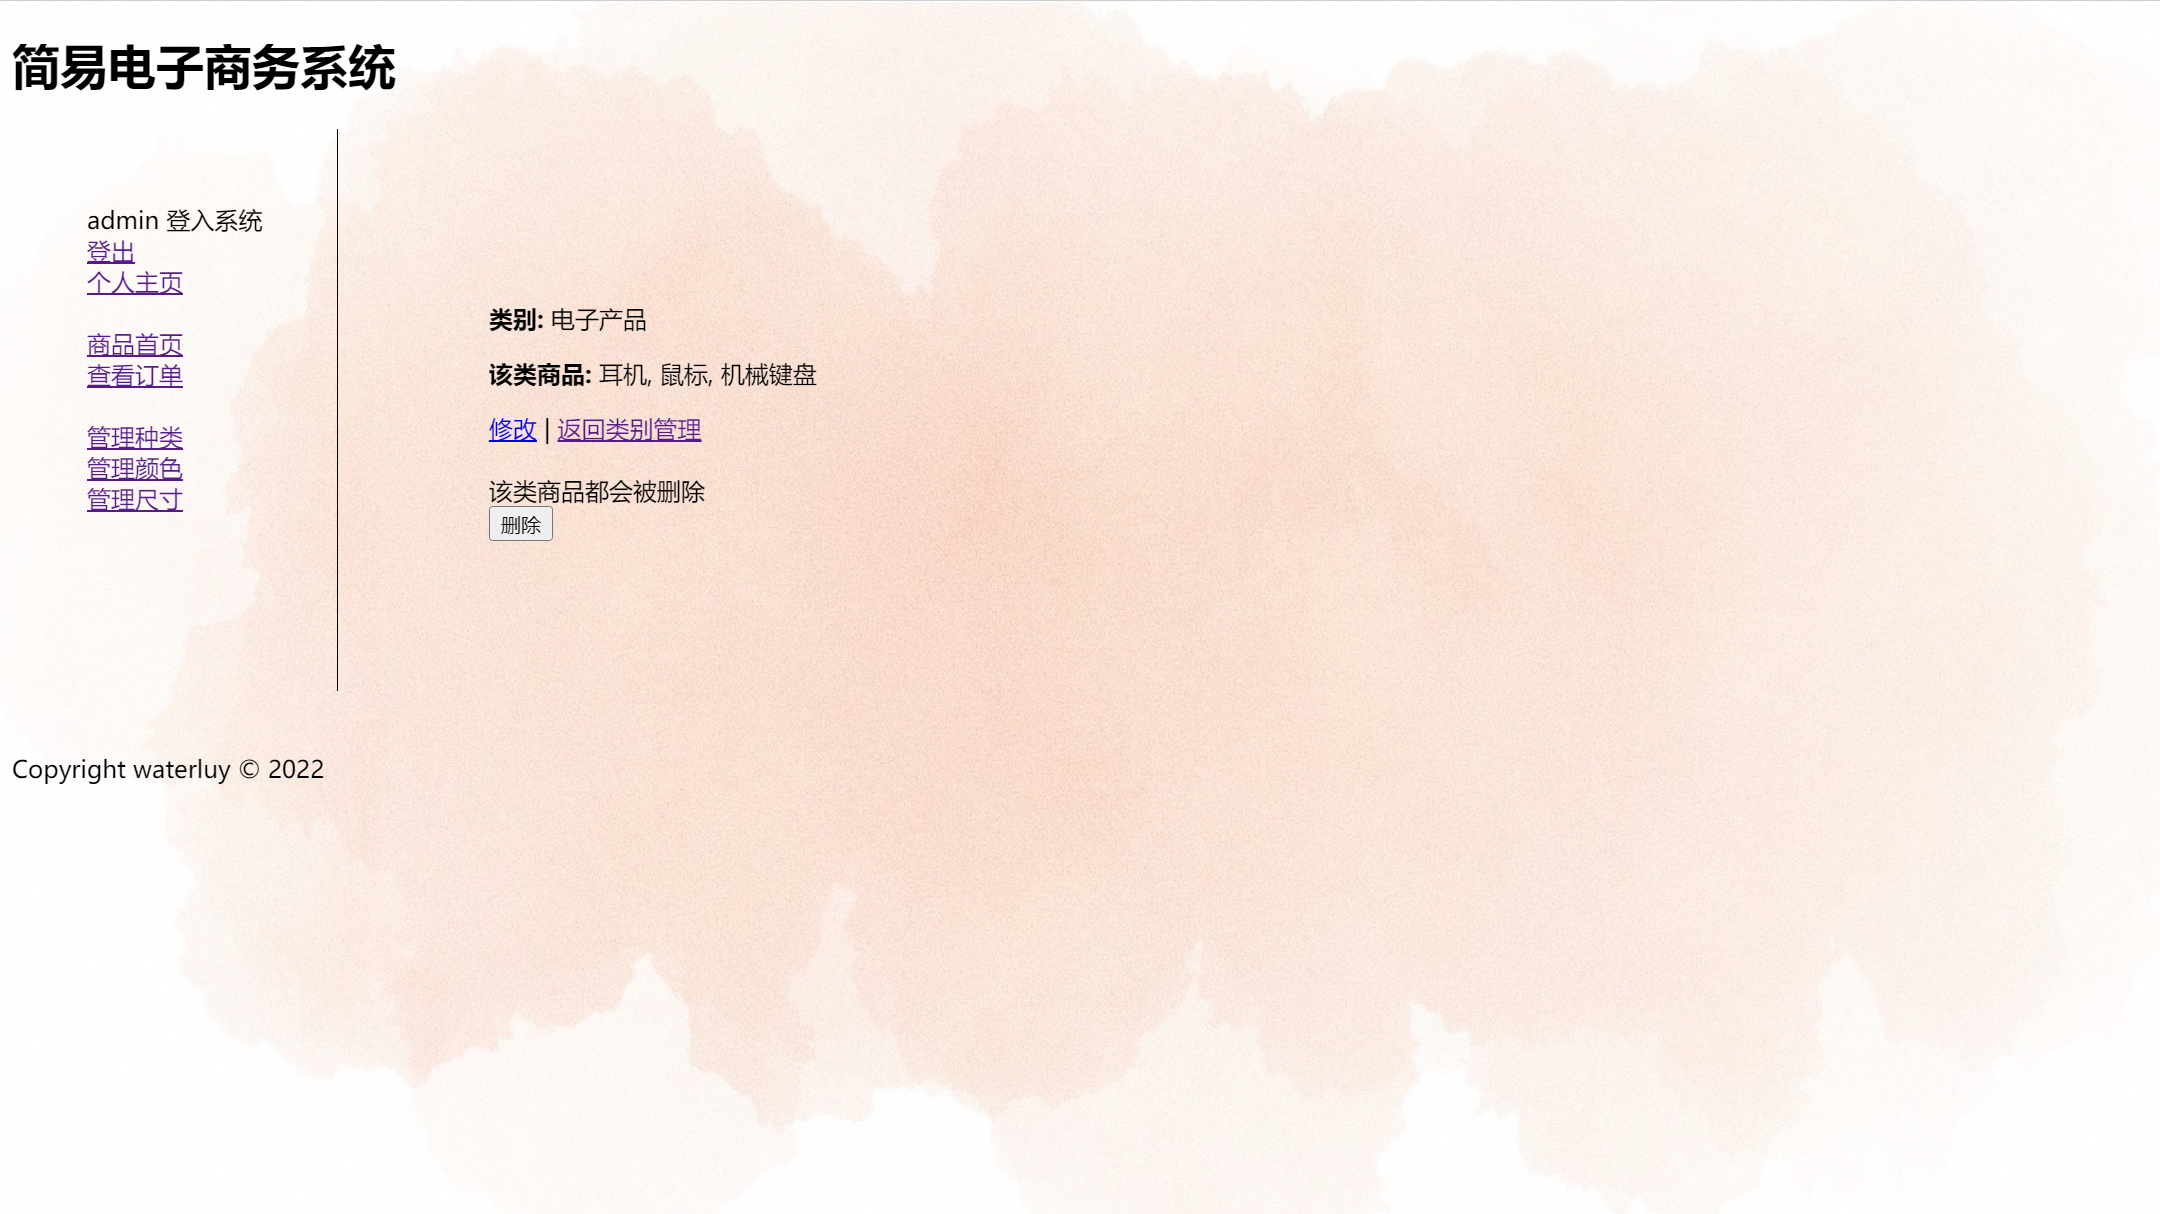 简易电子商务系统
admin 登入系统
登出
个人主页
商品首页
查看订单
管理种类
管理颜色
管理尺寸
类别: 电子产品
该类商品: 耳机, 鼠标, 机械键盘
修改 | 返回类别管理
该类商品都会被删除
删除
Copyright waterluy © 2022